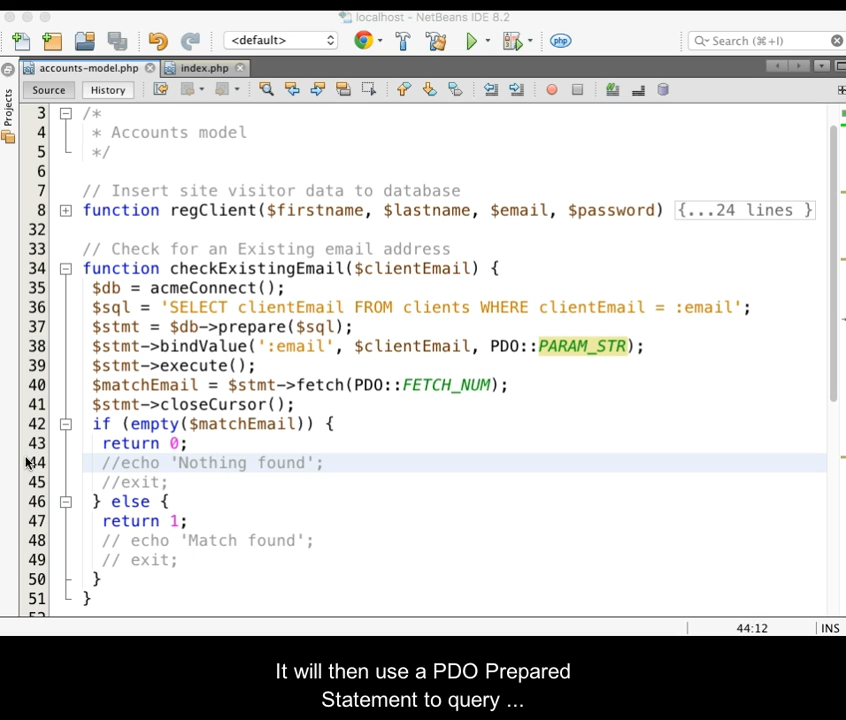 localhost - NetBeans IDE 8.2
<default>
php
Search (⌘+I)
accounts-model.php
index.php
Source
History
Projects
3 /*
4 * Accounts model
5 */
6
7 // Insert site visitor data to database
8 function regClient($firstname, $lastname, $email, $password) {...24 lines }
32
33 // Check for an Existing email address
34 function checkExistingEmail($clientEmail) {
35 $db = acmeConnect();
36 $sql = 'SELECT clientEmail FROM clients WHERE clientEmail = :email';
37 $stmt = $db->prepare($sql);
38 $stmt->bindValue(':email', $clientEmail, PDO::PARAM_STR);
39 $stmt->execute();
40 $matchEmail = $stmt->fetch(PDO::FETCH_NUM);
41 $stmt->closeCursor();
42 if (empty($matchEmail)) {
43 return 0;
44 //echo 'Nothing found';
45 //exit;
46 } else {
47 return 1;
48 // echo 'Match found';
49 // exit;
50 }
51 }
44:12
INS
It will then use a PDO Prepared
Statement to query ...